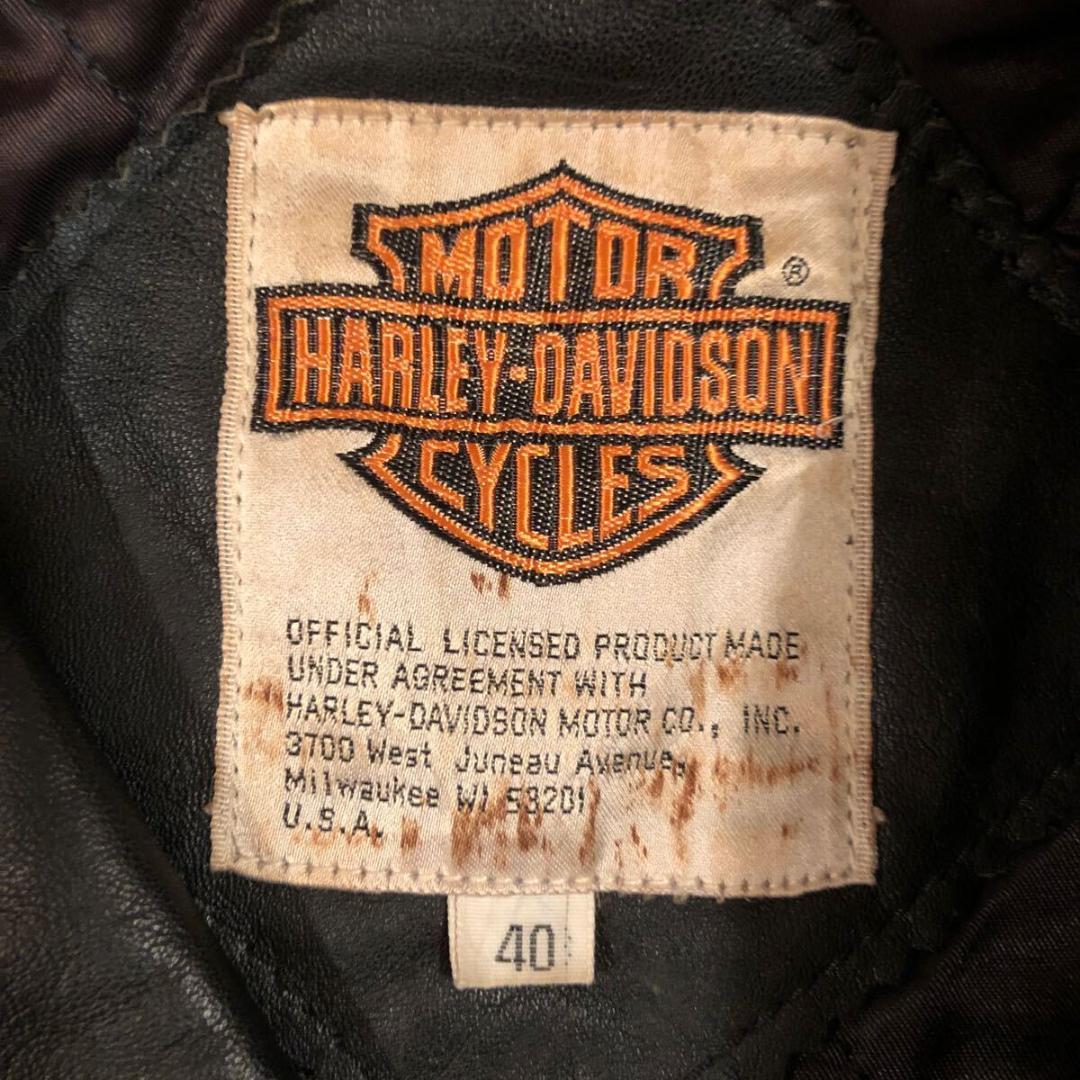 MOTOR
®
HARLEY-DAVIDSON
CYCLES
OFFICIAL LICENSED PRODUCT MADE
UNDER AGREEMENT WITH
HARLEY-DAVIDSON MOTOR CO., INC.
3700 West Juneau Avenue,
Milwaukee WI 53201
U.S.A.
40